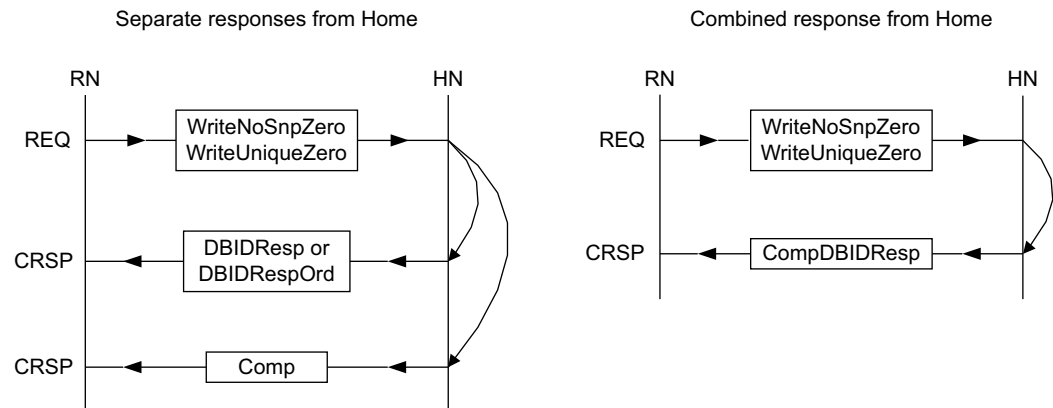 Separate responses from Home
RN
HN
REQ
WriteNoSnpZero
WriteUniqueZero
CRSP
DBIDResp or
DBIDRespOrd
CRSP
Comp
Combined response from Home
RN
HN
REQ
WriteNoSnpZero
WriteUniqueZero
CRSP
CompDBIDResp